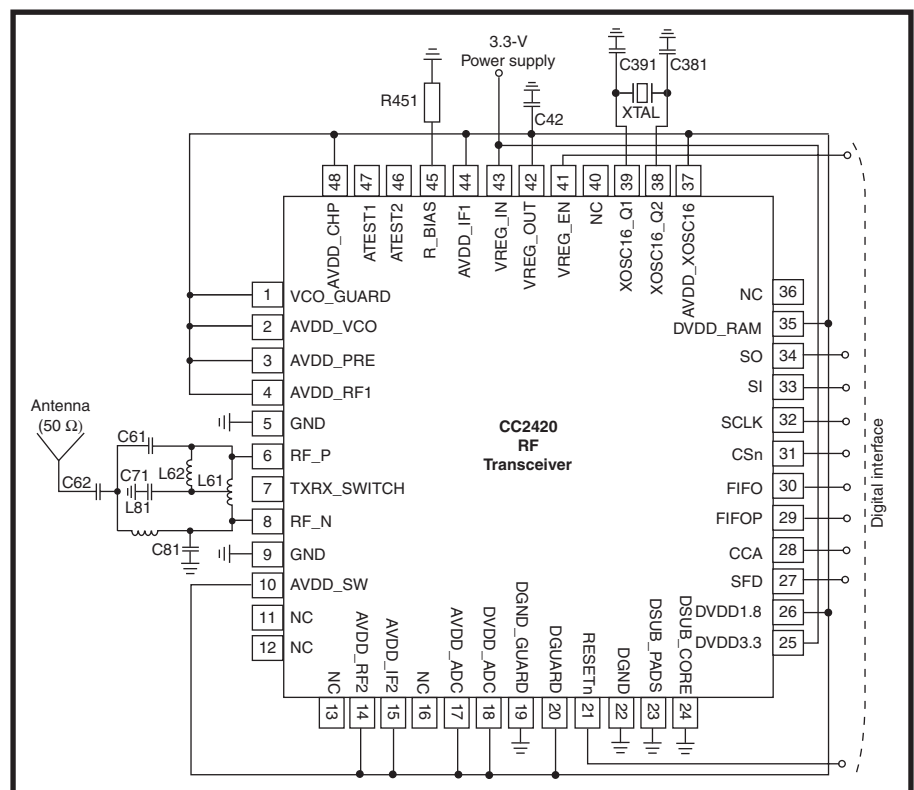 3.3-V
Power supply
C391
C381
R451
XTAL
C42
48
47
46
45
44
43
42
41
40
39
38
37
AVDD_CHP
ATEST1
ATEST2
R_BIAS
AVDD_IF1
VREG_IN
VREG_OUT
VREG_EN
NC
XOSC16_Q1
XOSC16_Q2
AVDD_XOSC16
1 VCO_GUARD
2 AVDD_VCO
3 AVDD_PRE
4 AVDD_RF1
5 GND
6 RF_P
7 TXRX_SWITCH
8 RF_N
9 GND
10 AVDD_SW
11 NC
12 NC
Antenna
(50 Ω)
C61
C62
C71
L62
L61
L81
C81
CC2420
RF
Transceiver
NC 36
DVDD_RAM 35
SO 34
SI 33
SCLK 32
CSn 31
FIFO 30
FIFOP 29
CCA 28
SFD 27
DVDD1.8 26
DVDD3.3 25
Digital interface
NC
AVDD_RF2
AVDD_IF2
NC
AVDD_ADC
DVDD_ADC
DGND_GUARD
DGUARD
RESETn
DGND
DSUB_PADS
DSUB_CORE
13
14
15
16
17
18
19
20
21
22
23
24